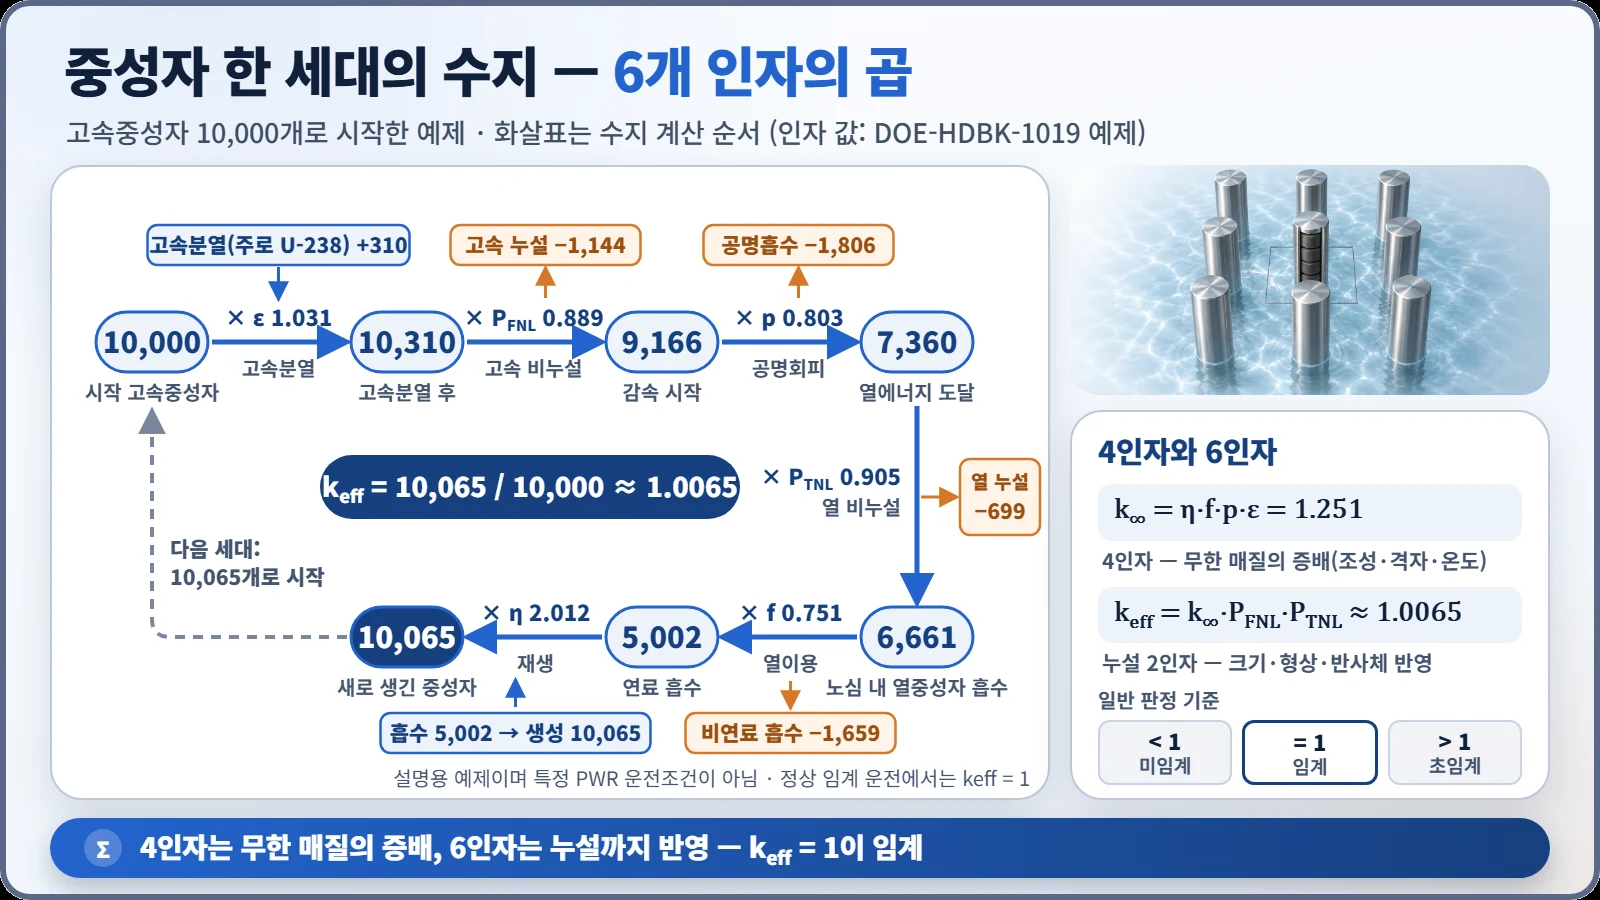 중성자 한 세대의 수지 — 6개 인자의 곱
고속중성자 10,000개로 시작한 예제 · 화살표는 수지 계산 순서 (인자 값: DOE-HDBK-1019 예제)
고속분열(주로 U-238) +310
고속 누설 −1,144
공명흡수 −1,806
× ε 1.031
× P_FNL 0.889
× p 0.803
10,000
10,310
9,166
7,360
고속분열
고속 비누설
공명회피
시작 고속중성자
고속분열 후
감속 시작
열에너지 도달
k_eff = 10,065 / 10,000 ≈ 1.0065
× P_TNL 0.905
열 비누설
열 누설
−699
다음 세대:
10,065개로 시작
× η 2.012
× f 0.751
10,065
5,002
6,661
재생
열이용
새로 생긴 중성자
연료 흡수
노심 내 열중성자 흡수
흡수 5,002 → 생성 10,065
비연료 흡수 −1,659
설명용 예제이며 특정 PWR 운전조건이 아님 · 정상 임계 운전에서는 keff = 1
4인자와 6인자
k∞ = η·f·p·ε = 1.251
4인자 — 무한 매질의 증배(조성·격자·온도)
k_eff = k∞·P_FNL·P_TNL ≈ 1.0065
누설 2인자 — 크기·형상·반사체 반영
일반 판정 기준
< 1
미임계
= 1
임계
> 1
초임계
Σ 4인자는 무한 매질의 증배, 6인자는 누설까지 반영 — k_eff = 1이 임계